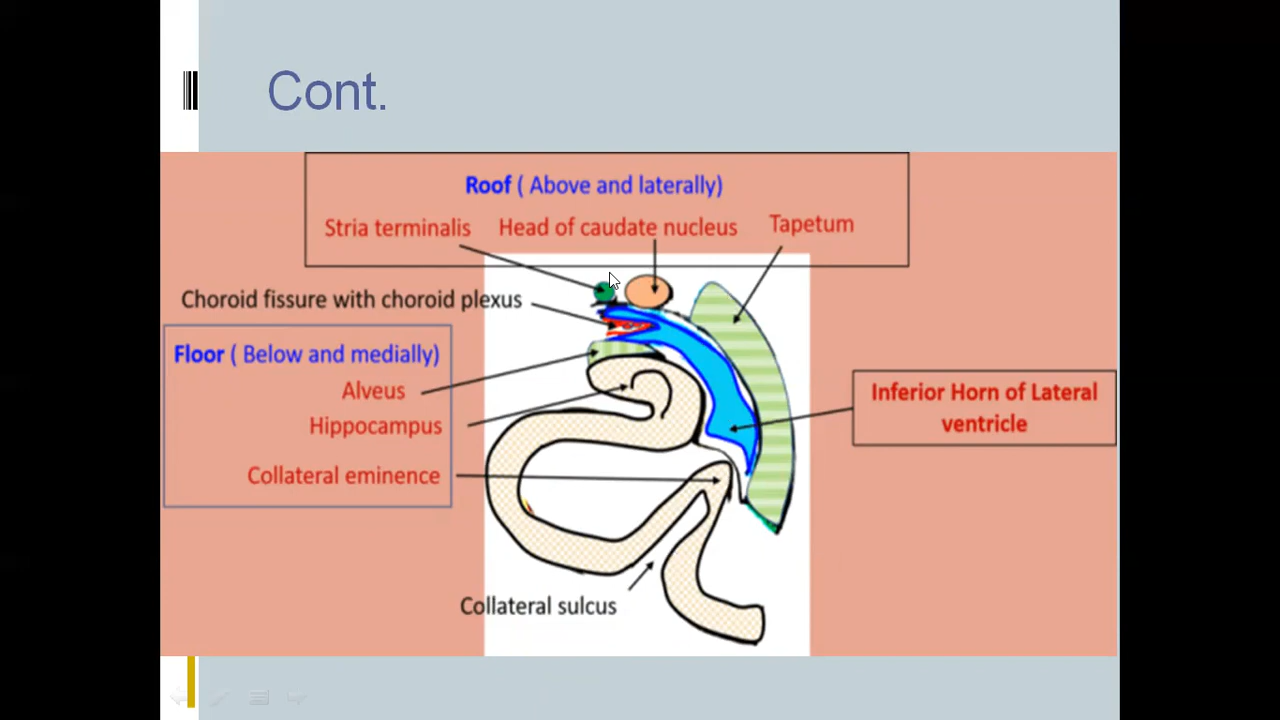 Cont.
Roof ( Above and laterally)
Stria terminalis
Head of caudate nucleus
Tapetum
Choroid fissure with choroid plexus
Floor ( Below and medially)
Alveus
Hippocampus
Collateral eminence
Inferior Horn of Lateral
ventricle
Collateral sulcus